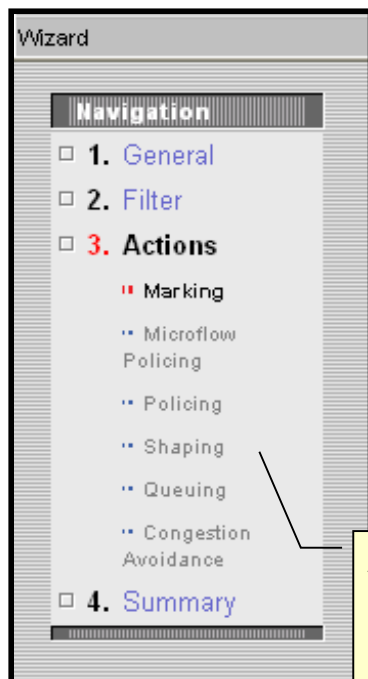 Wizard
Navigation
1. General
2. Filter
3. Actions
Marking
Microflow
Policing
Policing
Shaping
Queuing
Congestion
Avoidance
4. Summary